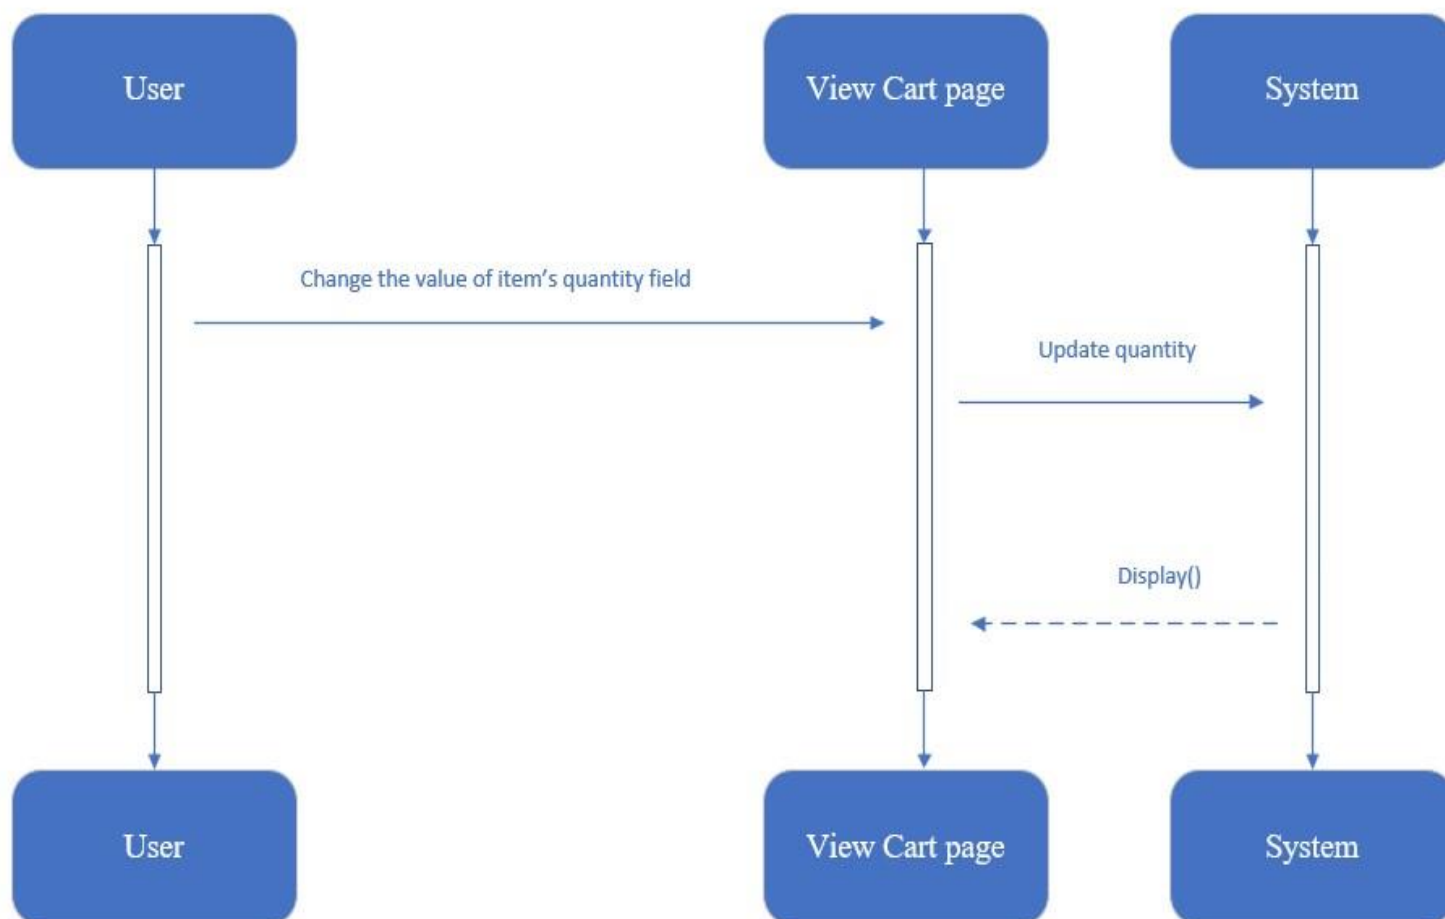 User
View Cart page
System
Change the value of item's quantity field
Update quantity
Display()
User
View Cart page
System